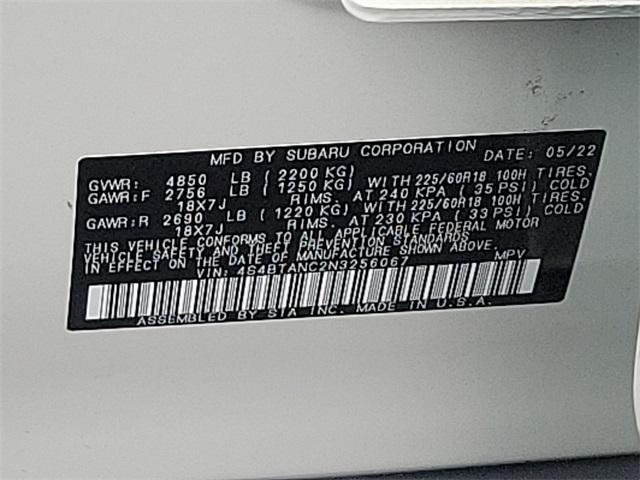 MFD BY SUBARU CORPORATION DATE: 05/22
GVWR: 4850 LB (2200 KG)
GAWR:F 2756 LB (1250 KG) WITH 225/60R18 100H TIRES,
18X7J RIMS, AT 240 KPA (35 PSI) COLD
GAWR:R 2690 LB (1220 KG) WITH 225/60R18 100H TIRES,
18X7J RIMS, AT 230 KPA (33 PSI) COLD
THIS VEHICLE CONFORMS TO ALL APPLICABLE FEDERAL MOTOR
VEHICLE SAFETY AND THEFT PREVENTION STANDARDS
IN EFFECT ON THE DATE OF MANUFACTURE SHOWN ABOVE.
VIN: 4S4BTANC2N3256067 MPV
ASSEMBLED BY SIA INC. MADE IN U.S.A.